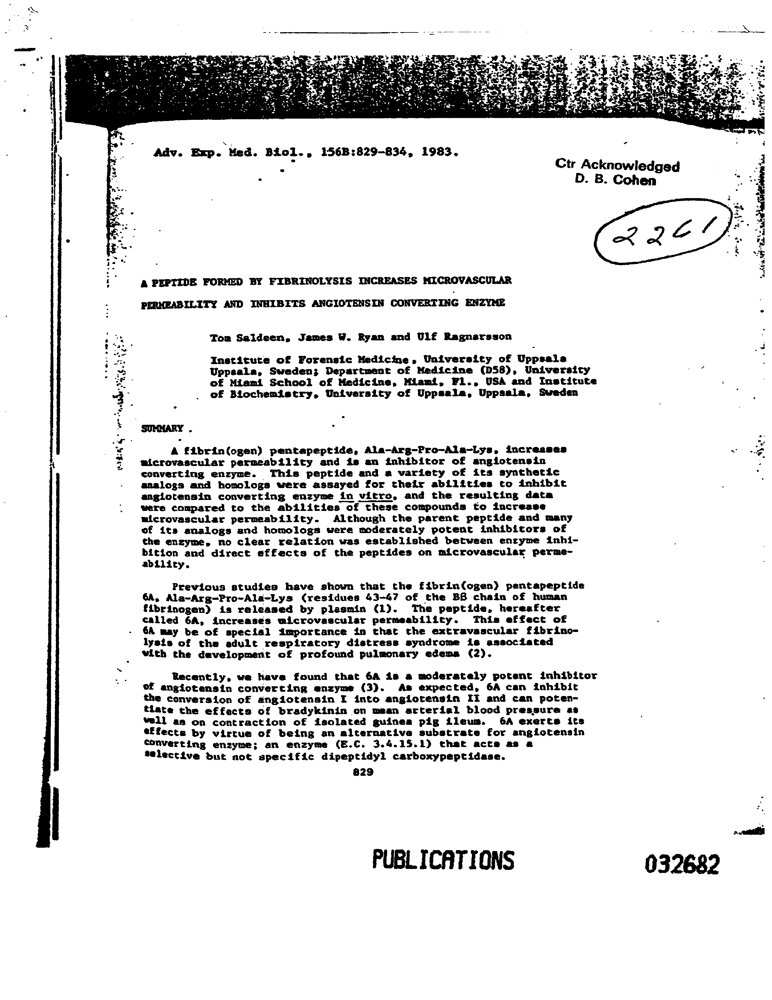 Adv. Exp. Med. Biol., 156B:829-834, 1983.
Ctr Acknowledged
D. B. Cohen
2261
A PEPTIDE FORMED BY FIBRINOLYSIS INCREASES MICROVASCULAR
PERMEABILITY AND INHIBITS ANGIOTENSIN CONVERTING ENZYME
Tom Saldeen, James W. Ryan and Ulf Ragnarsson
Institute of Forensic Medicine, University of Uppsala
Uppsala, Sweden; Department of Medicine (D58), University
of Miami School of Medicine, Miami, Fl., USA and Institute
of Biochemistry, University of Uppsala, Uppsala, Sweden
SUMMARY .
A fibrin(ogen) pentapeptide, Ala-Arg-Pro-Ala-Lys, increases
microvascular permeability and is an inhibitor of angiotensin
converting enzyme. This peptide and a variety of its synthetic
analogs and homologs were assayed for their abilities to inhibit
angiotensin converting enzyme in vitro, and the resulting data
were compared to the abilities of these compounds to increase
microvascular permeability. Although the parent peptide and many
of its analogs and homologs were moderately potent inhibitors of
the enzyme, no clear relation was established between enzyme inhi-
bition and direct effects of the peptides on microvascular perme-
ability.
Previous studies have shown that the fibrin(ogen) pentapeptide
6A, Ala-Arg-Pro-Ala-Lys (residues 43-47 of the Bß chain of human
fibrinogen) is released by plasmin (1). The peptide, hereafter
called 6A, increases microvascular permeability. This effect of
6A may be of special importance in that the extravascular fibrino-
lysis of the adult respiratory distress syndrome is associated
with the development of profound pulmonary edema (2).
Recently, we have found that 6A is a moderately potent inhibitor
of angiotensin converting enzyme (3). As expected, 6A can inhibit
the conversion of angiotensin I into angiotensin II and can poten-
tiate the effects of bradykinin on mean arterial blood pressure as
well as on contraction of isolated guinea pig ileum. 6A exerts its
effects by virtue of being an alternative substrate for angiotensin
converting enzyme; an enzyme (E.C. 3.4.15.1) that acts as a
selective but not specific dipeptidyl carboxypeptidase.
829
PUBLICATIONS
032682